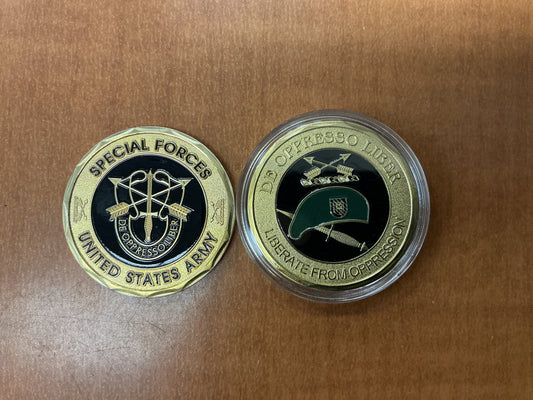 SPECIAL FORCES
DE OPPRESSO LIBER
UNITED STATES ARMY
DE OPPRESSO LIBER
LIBERATE FROM OPPRESSION